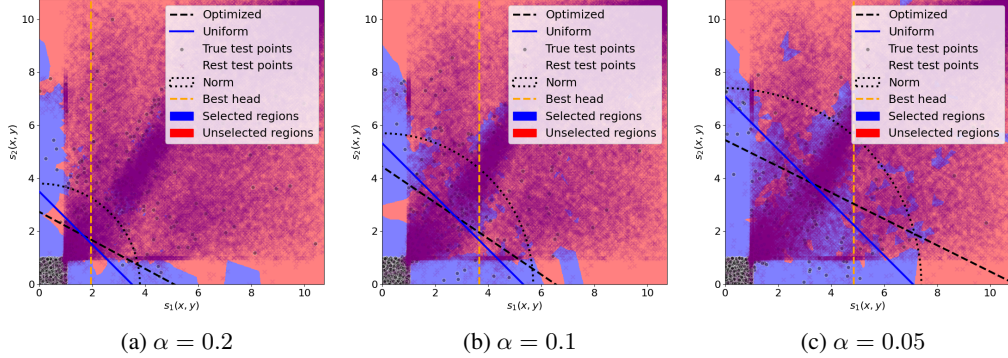 10
8
6
4
2
0
s₂(x, y)
0 2 4 6 8 10
s₁(x, y)
Optimized
Uniform
True test points
Rest test points
Norm
Best head
Selected regions
Unselected regions
(a) α = 0.2
10
8
6
4
2
0
s₂(x, y)
0 2 4 6 8 10
s₁(x, y)
Optimized
Uniform
True test points
Rest test points
Norm
Best head
Selected regions
Unselected regions
(b) α = 0.1
10
8
6
4
2
0
s₂(x, y)
0 2 4 6 8 10
s₁(x, y)
Optimized
Uniform
True test points
Rest test points
Norm
Best head
Selected regions
Unselected regions
(c) α = 0.05